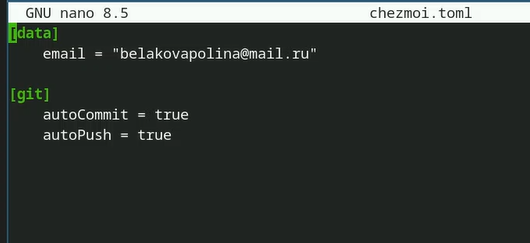 GNU nano 8.5 chezmoi.toml
[data]
email = "belakovapolina@mail.ru"
[git]
autoCommit = true
autoPush = true